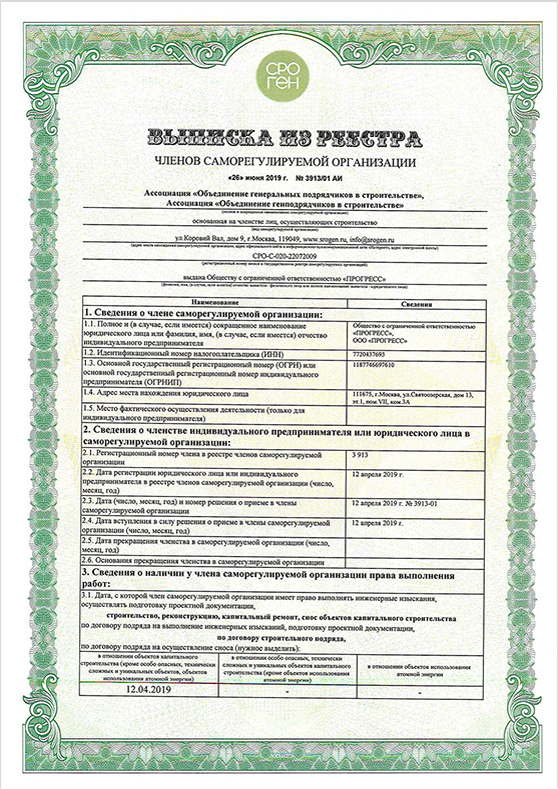 СРО
ГЕН
ВЫПИСКА ИЗ РЕЕСТРА
ЧЛЕНОВ САМОРЕГУЛИРУЕМОЙ ОРГАНИЗАЦИИ
«26» июня 2019 г. № 3913/01 АИ
Ассоциация «Объединение генеральных подрядчиков в строительстве»,
Ассоциация «Объединение генподрядчиков в строительстве»
(полное и сокращенное наименование саморегулируемой организации)
основанная на членстве лиц, осуществляющих строительство
(вид саморегулируемой организации)
ул.Коровий Вал, дом 9, г.Москва, 119049, www.srogen.ru, info@srogen.ru
(адрес места нахождения саморегулируемой организации, адрес официального сайта в информационно-телекоммуникационной сети «Интернет», адрес электронной почты)
СРО-С-020-22072009
(регистрационный номер записи в государственном реестре саморегулируемых организаций)
выдана Обществу с ограниченной ответственностью «ПРОГРЕСС»
Наименование Сведения
1. Сведения о члене саморегулируемой организации:
1.1. Полное и (в случае, если имеется) сокращенное наименование
юридического лица или фамилия, имя, (в случае, если имеется) отчество
индивидуального предпринимателя
Общество с ограниченной ответственностью
«ПРОГРЕСС»,
ООО «ПРОГРЕСС»
1.2. Идентификационный номер налогоплательщика (ИНН) 7720437693
1.3. Основной государственный регистрационный номер (ОГРН) или
основной государственный регистрационный номер индивидуального
предпринимателя (ОГРНИП)
1187746697610
1.4. Адрес места нахождения юридического лица
111675, г.Москва, ул.Святоозерская, дом 13,
эт.1, пом.VII, ком.3А
1.5. Место фактического осуществления деятельности (только для
индивидуального предпринимателя)
2. Сведения о членстве индивидуального предпринимателя или юридического лица в
саморегулируемой организации:
2.1. Регистрационный номер члена в реестре членов саморегулируемой
организации
3 913
2.2. Дата регистрации юридического лица или индивидуального
предпринимателя в реестре членов саморегулируемой организации (число,
месяц, год)
12 апреля 2019 г.
2.3. Дата (число, месяц, год) и номер решения о приеме в члены
саморегулируемой организации
12 апреля 2019 г. № 3913-01
2.4. Дата вступления в силу решения о приеме в члены саморегулируемой
организации (число, месяц, год)
12 апреля 2019 г.
2.5. Дата прекращения членства в саморегулируемой организации (число,
месяц, год)
2.6. Основания прекращения членства в саморегулируемой организации
3. Сведения о наличии у члена саморегулируемой организации права выполнения
работ:
3.1. Дата, с которой член саморегулируемой организации имеет право выполнять инженерные изыскания,
осуществлять подготовку проектной документации,
строительство, реконструкцию, капитальный ремонт, снос объектов капитального строительства
по договору подряда на выполнение инженерных изысканий, подготовку проектной документации,
по договору строительного подряда,
по договору подряда на осуществление сноса (нужное выделить):
в отношении объектов капитального
строительства (кроме особо опасных, технически
сложных и уникальных объектов, объектов
использования атомной энергии)
в отношении особо опасных, технически
сложных и уникальных объектов капитального
строительства (кроме объектов использования
атомной энергии)
в отношении объектов использования
атомной энергии
12.04.2019 - -